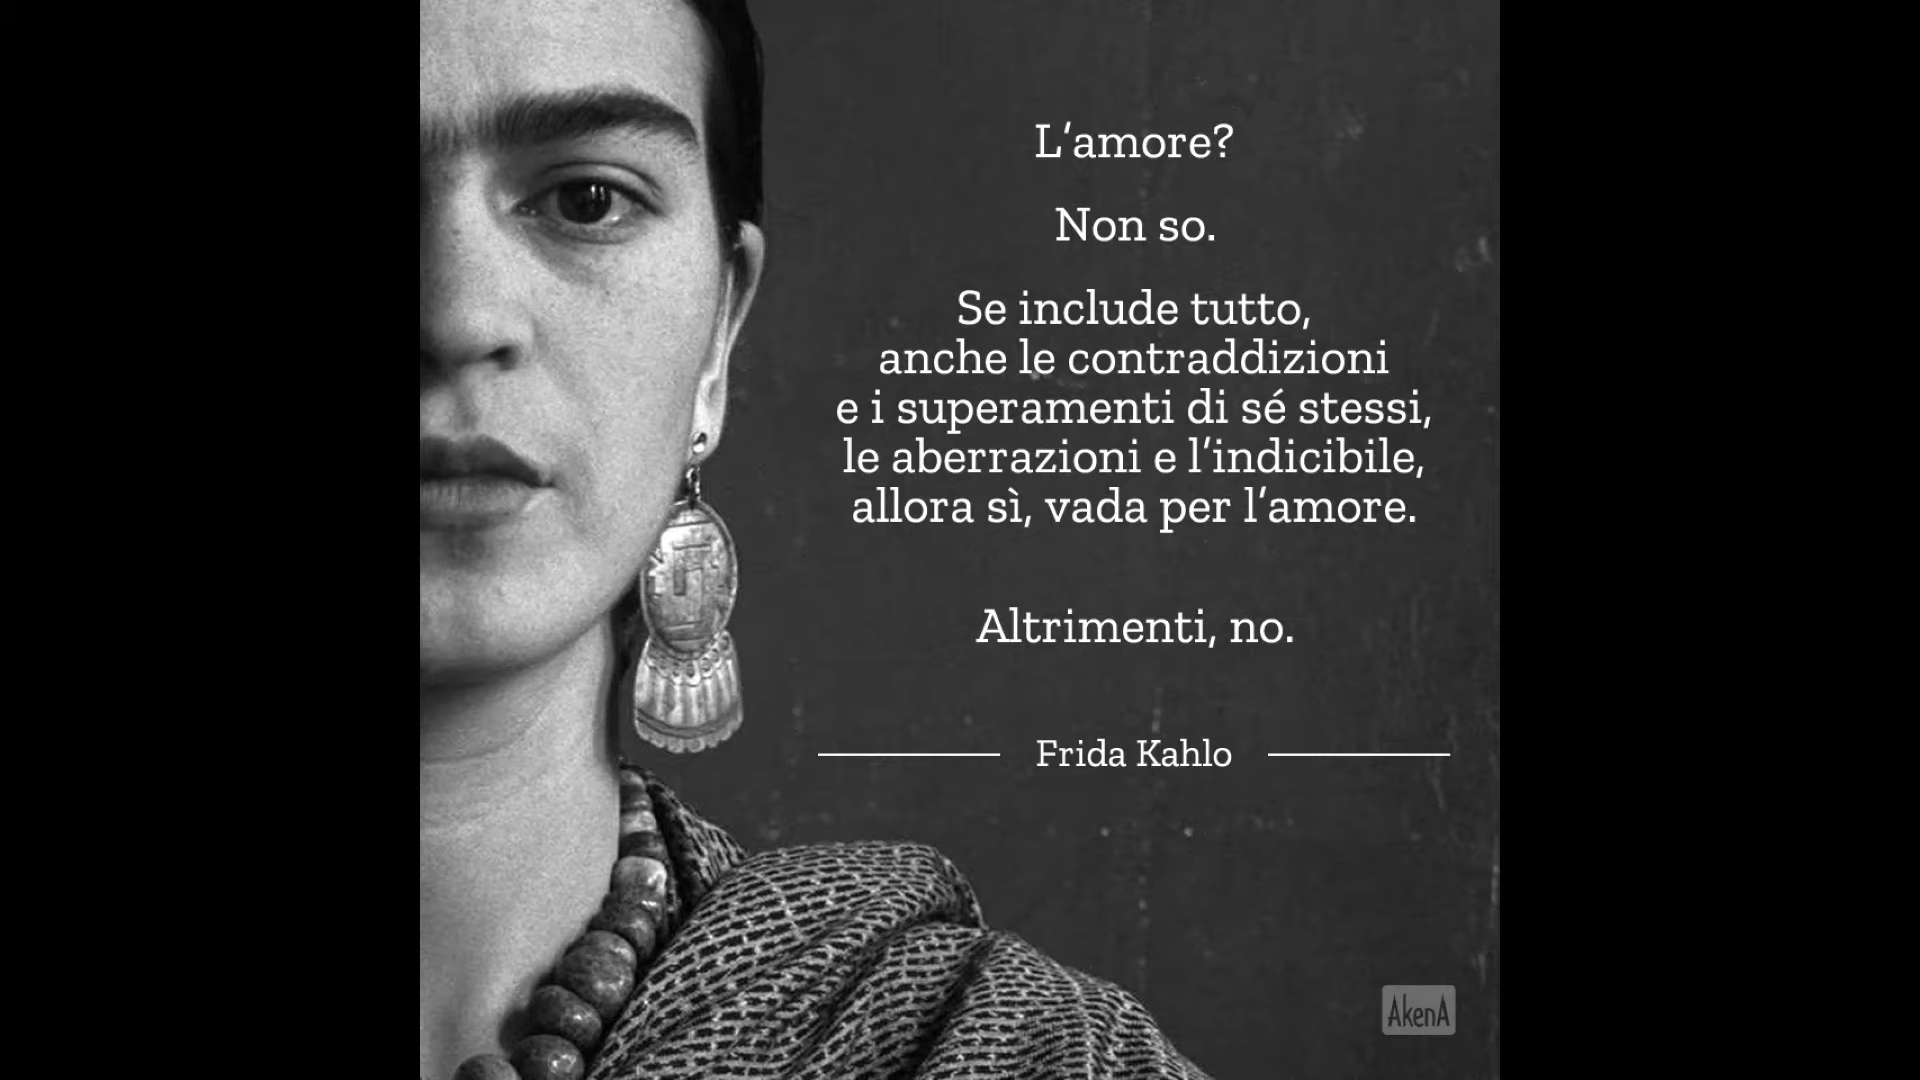 L'amore?
Non so.
Se include tutto,
anche le contraddizioni
e i superamenti di sé stessi,
le aberrazioni e l'indicibile,
allora sì, vada per l'amore.
Altrimenti, no.
Frida Kahlo
AkenA